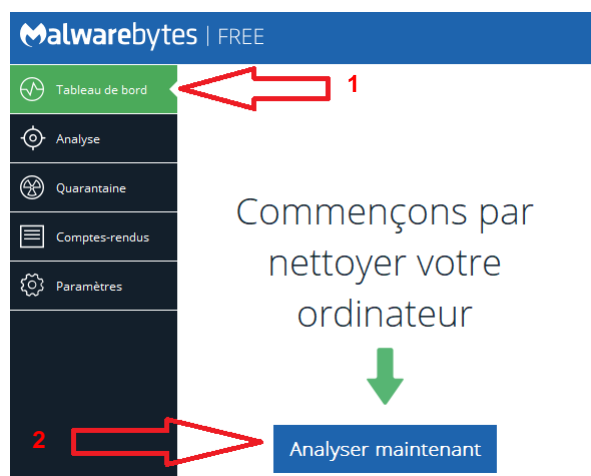 Malwarebytes | FREE
Tableau de bord
1
Analyse
Quarantaine
Comptes-rendus
Paramètres
Commençons par
nettoyer votre
ordinateur
2
Analyser maintenant